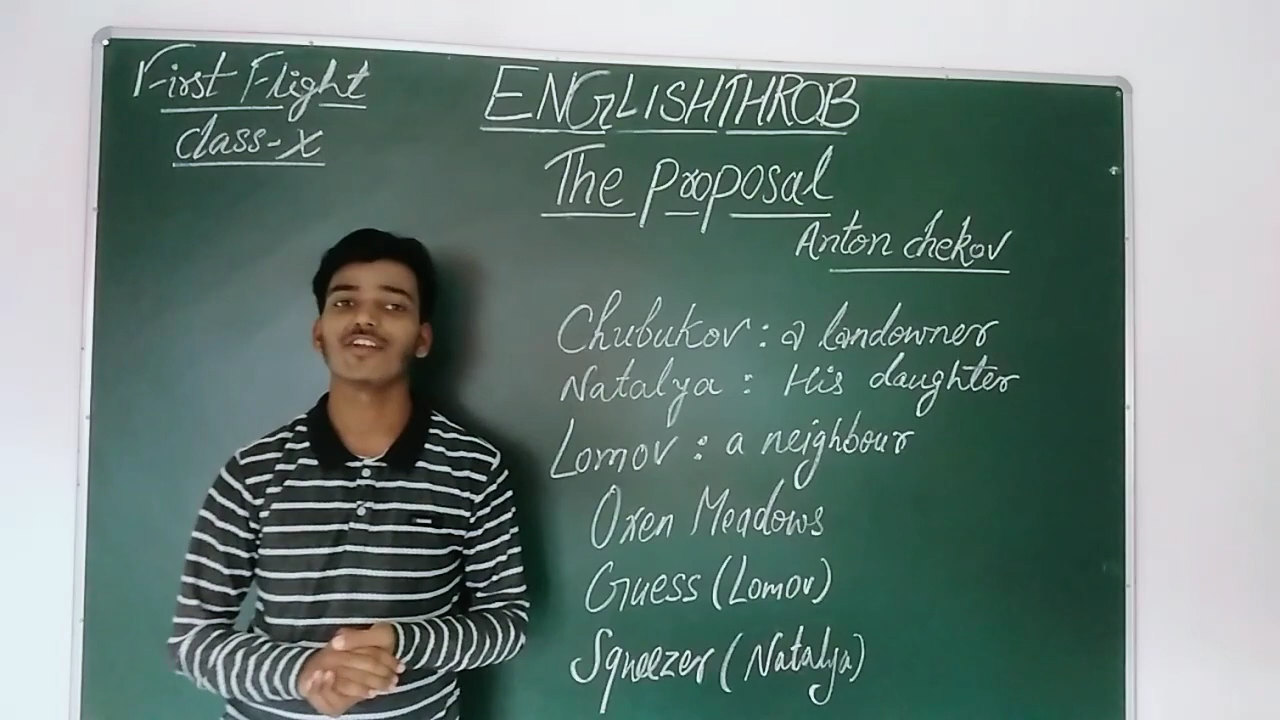 First Flight
class-X
ENGLISHTHROB
The Proposal
Anton chekov
Chubukov : a landowner
Natalya : His daughter
Lomov : a neighbour
Oxen Meadows
Guess (Lomov)
Squeezer (Natalya)